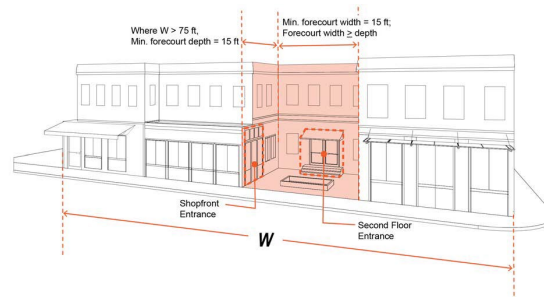 Where W > 75 ft,
Min. forecourt depth = 15 ft
Min. forecourt width = 15 ft;
Forecourt width ≥ depth
Shopfront
Entrance
Second Floor
Entrance
W